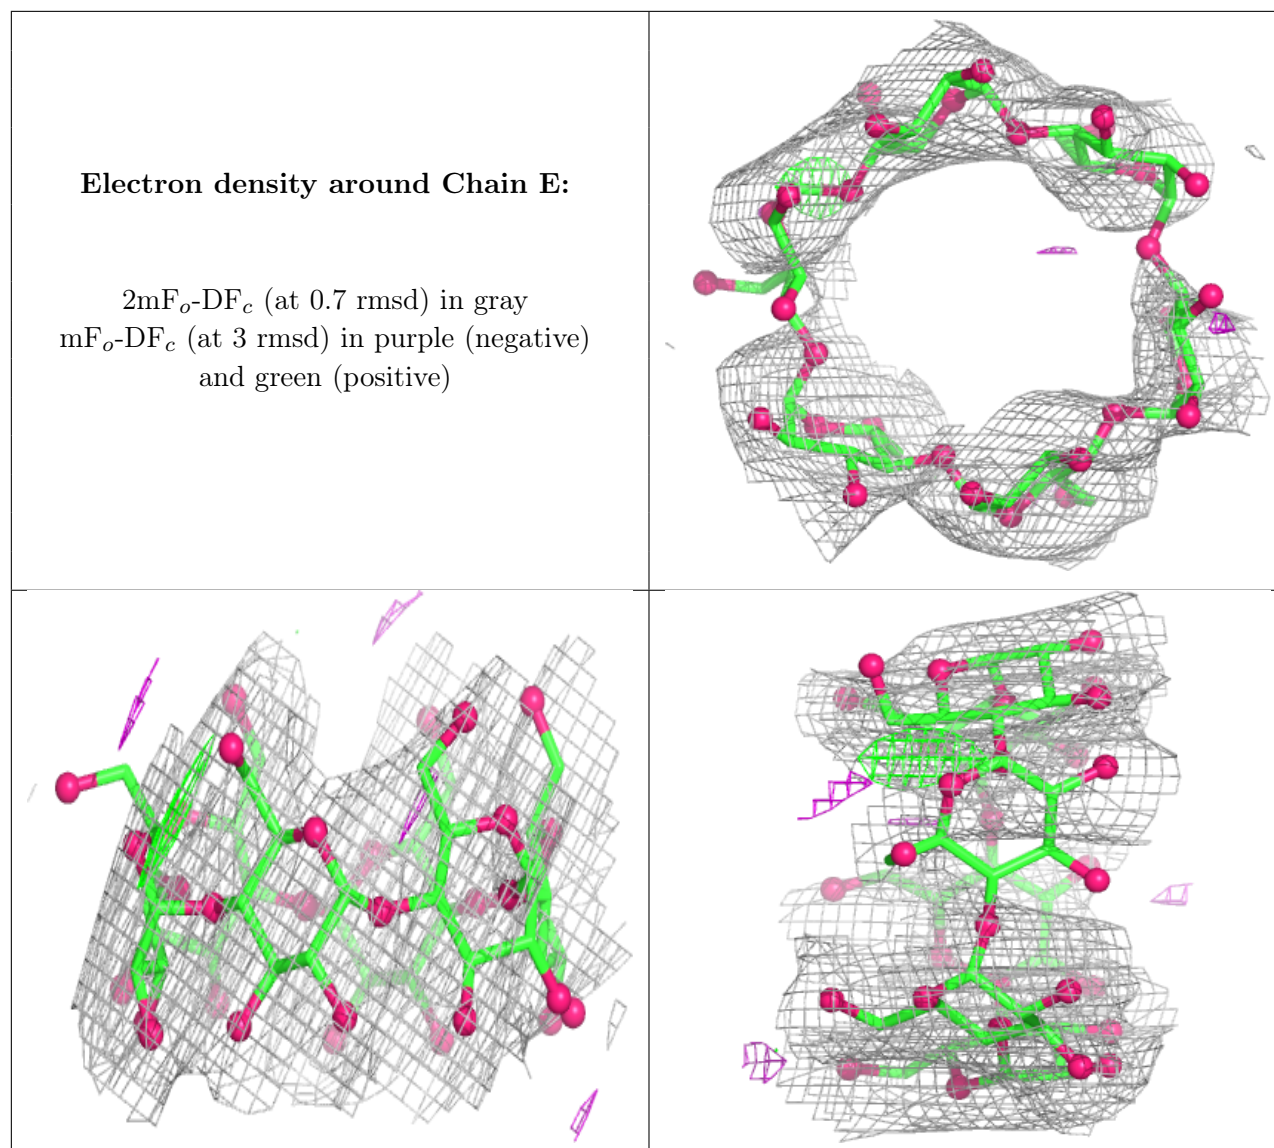 Electron density around Chain E:
2mFo-DFc (at 0.7 rmsd) in gray
mFo-DFc (at 3 rmsd) in purple (negative)
and green (positive)